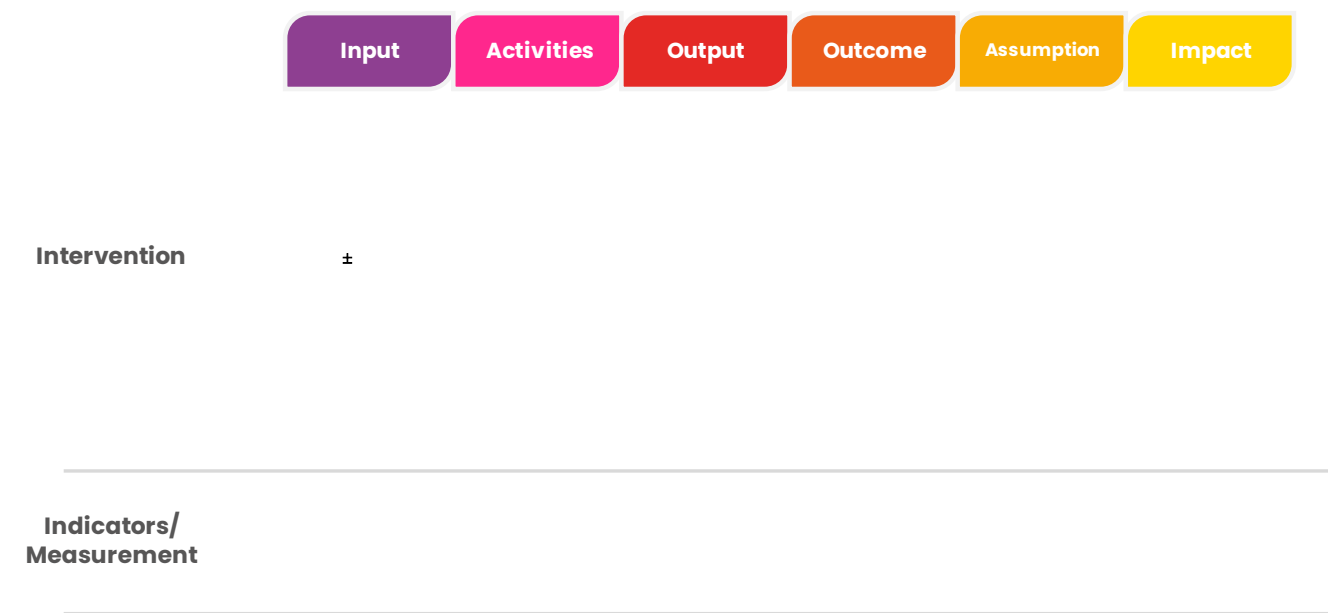 Input Activities Output Outcome Assumption Impact
Intervention ±
Indicators/
Measurement